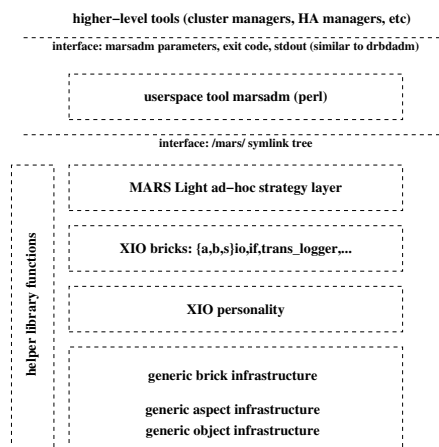 higher−level tools (cluster managers, HA managers, etc)
interface: marsadm parameters, exit code, stdout (similar to drbdadm)
userspace tool marsadm (perl)
interface: /mars/ symlink tree
MARS Light ad−hoc strategy layer
XIO bricks: {a,b,s}io,if,trans_logger,...
XIO personality
helper library functions
generic brick infrastructure
generic aspect infrastructure
generic object infrastructure